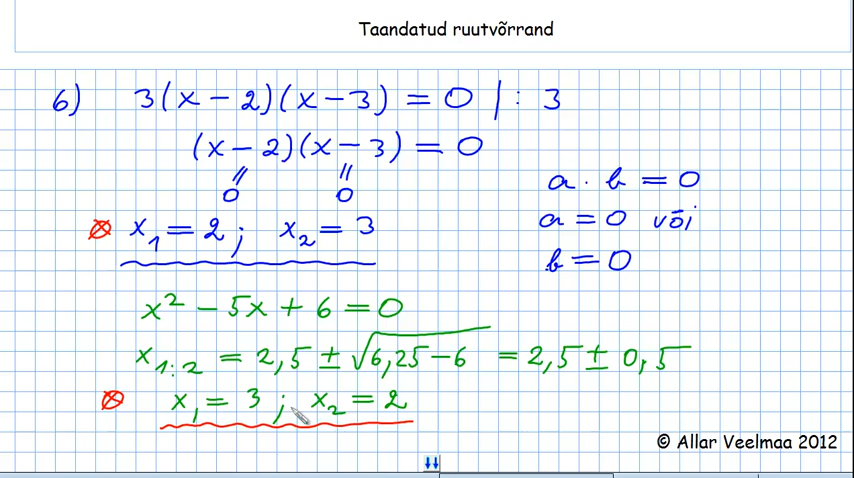 Taandatud ruutvõrrand
6) 3(x - 2)(x - 3) = 0 | : 3
(x - 2)(x - 3) = 0
0 0
a · b = 0
x₁ = 2; x₂ = 3
a = 0 või
b = 0
x² - 5x + 6 = 0
x₁:₂ = 2,5 ± √(6,25 - 6) = 2,5 ± 0,5
x₁ = 3; x₂ = 2
© Allar Veelmaa 2012